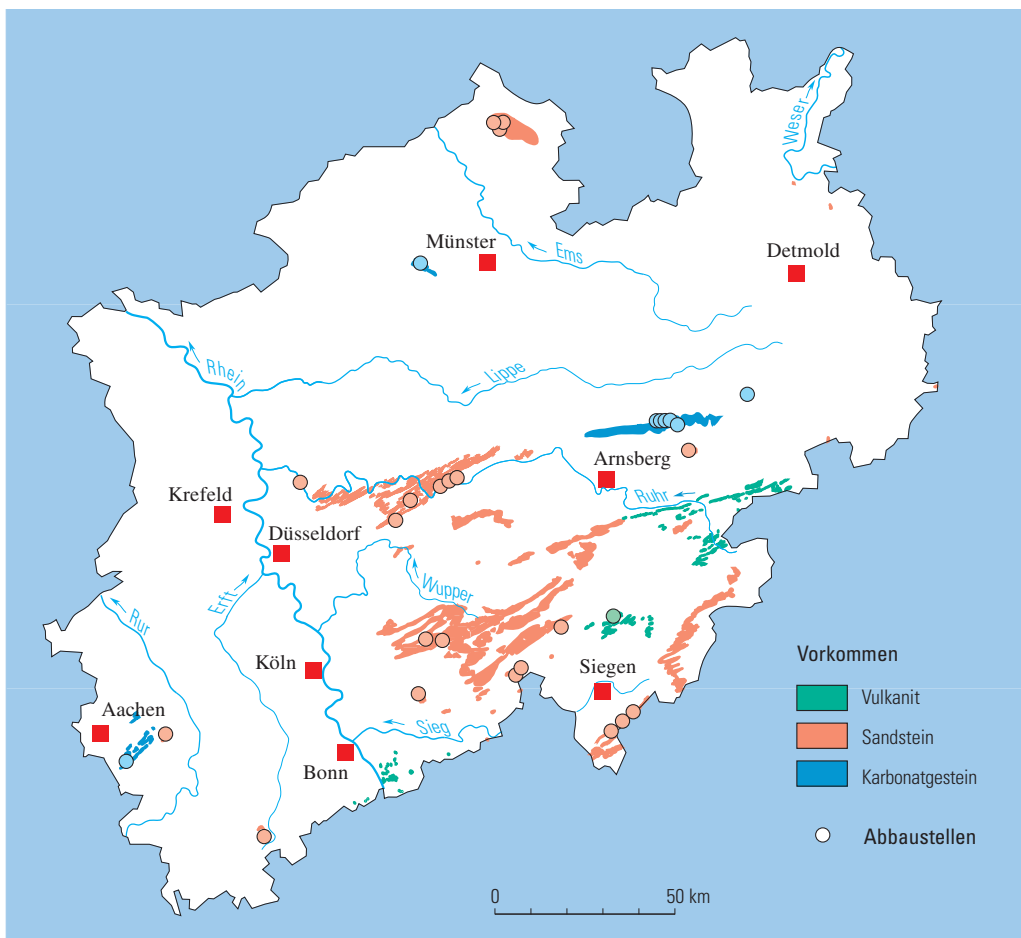 Weser
Münster
Ems
Detmold
Rhein
Lippe
Arnsberg
Krefeld
Ruhr
Düsseldorf
Erft
Wupper
Rur
Köln
Siegen
Vorkommen
Aachen
Vulkanit
Sieg
Sandstein
Bonn
Karbonatgestein
Abbaustellen
0 50 km